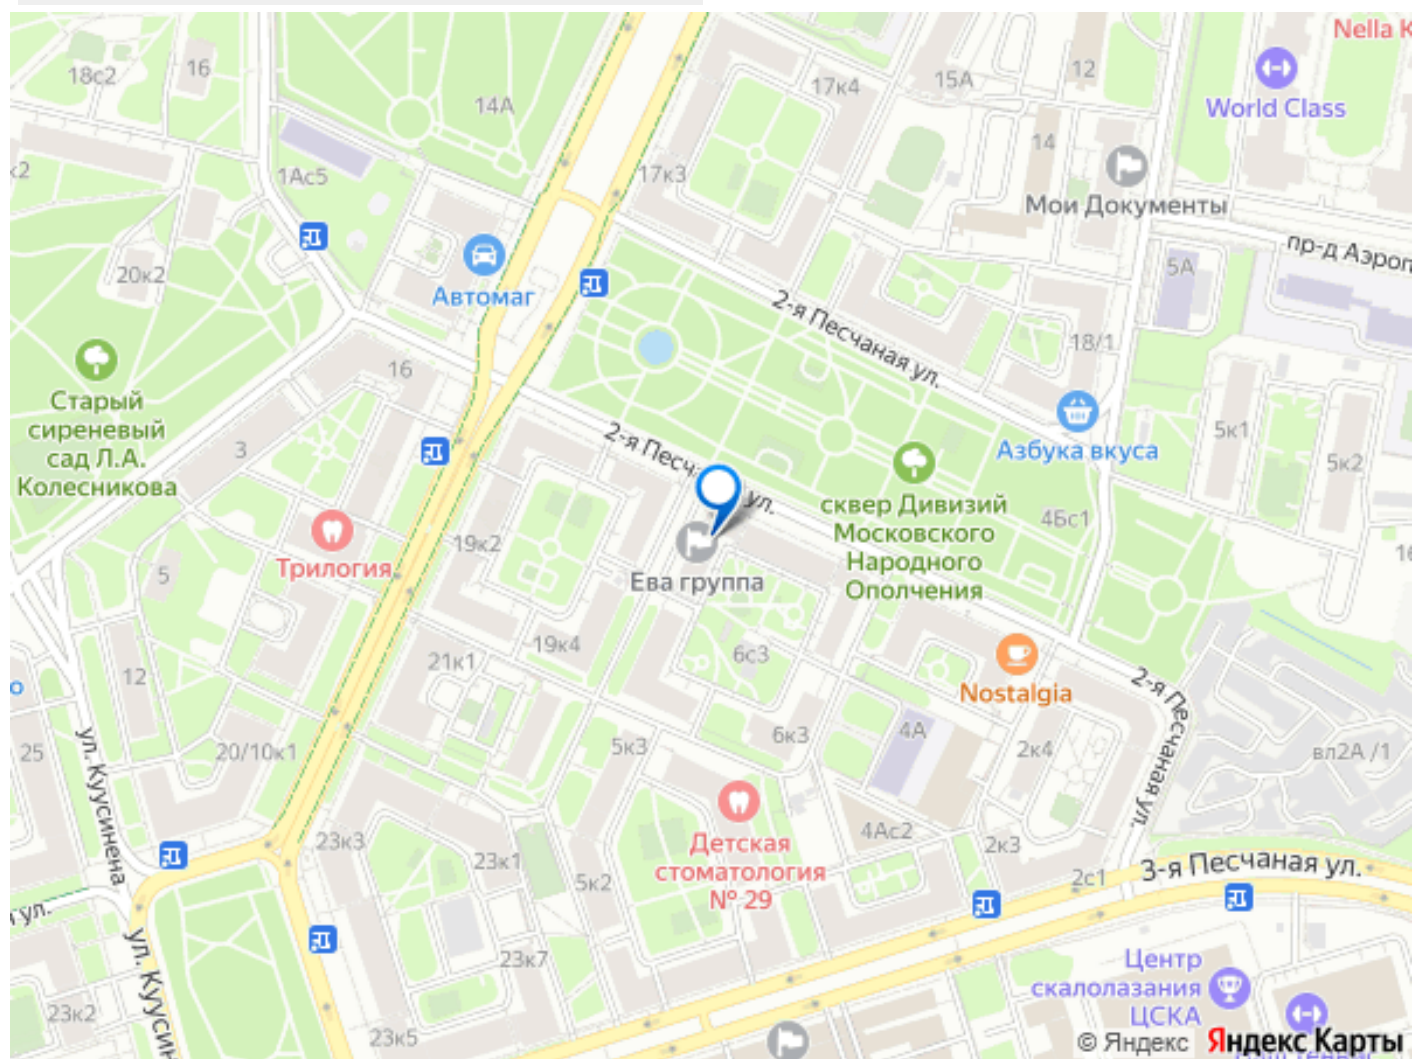 Nella K
18с2
16
12
17к4
15А
World Class
14А
14
к2
1Ас5
17к3
Мои Документы
пр-д Аэроп
5А
20к2
Автомаг
2-я Песчаная ул.
18/1
16
Старый
сиреневый
сад Л.А.
Колесникова
3
2-я Песча
ул.
Азбука вкуса
5к1
5к2
сквер Дивизий
Московского
Народного
Ополчения
4Бс1
19к2
Трилогия
5
Ева группа
16
19к4
6с3
21к1
12
Nostalgia
2-я Песчаная ул.
о
25
ул. Куусинена
20/10к1
5к3
6к3
4А
2к4
вл2А /1
Детская
стоматология
№ 29
4Ас2
2к3
23к3
23к1
5к2
2с1
3-я Песчаная ул.
ул.
ул. Куусин
23к7
Центр
скалолазания
ЦСКА
23к2
23к5
© Яндекс Яндекс Карты